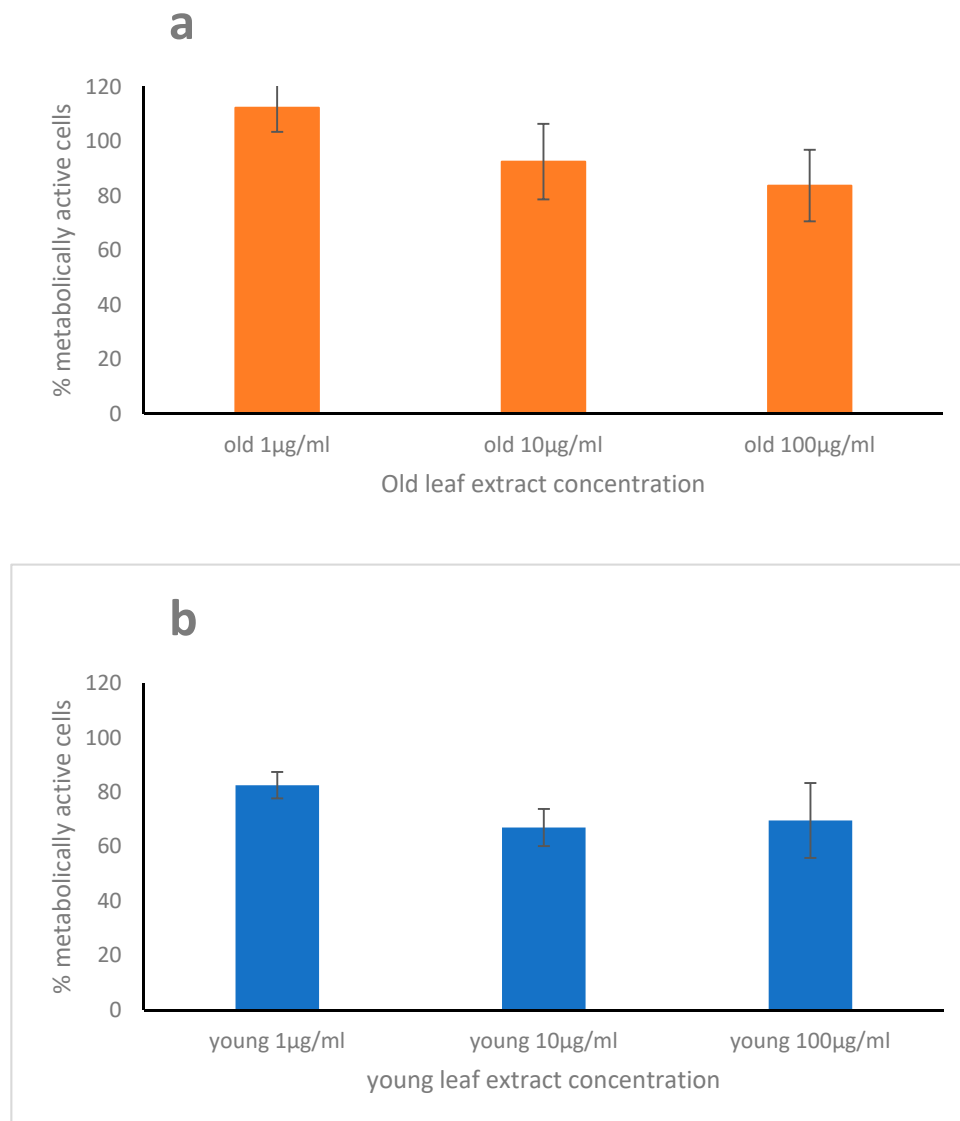 a
% metabolically active cells
120
100
80
60
40
20
0
old 1µg/ml
old 10µg/ml
old 100µg/ml
Old leaf extract concentration
b
% metabolically active cells
120
100
80
60
40
20
0
young 1µg/ml
young 10µg/ml
young 100µg/ml
young leaf extract concentration